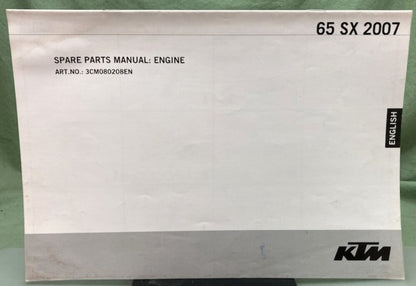 65 SX 2007
SPARE PARTS MANUAL: ENGINE
ART.NO.: 3CM080208EN
ENGLISH
KTM